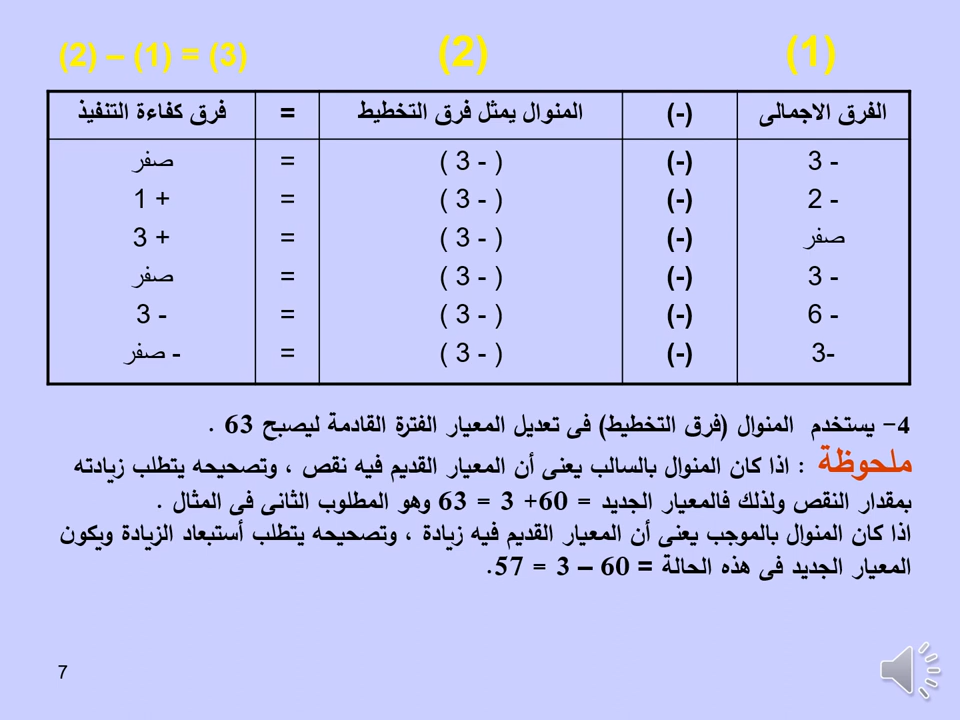 (1) (2) (2) – (1) = (3)
الفرق الاجمالى (-) المنوال يمثل فرق التخطيط = فرق كفاءة التنفيذ
- 3 (-) ( - 3 ) = صفر
- 2 (-) ( - 3 ) = + 1
صفر (-) ( - 3 ) = + 3
- 3 (-) ( - 3 ) = صفر
- 6 (-) ( - 3 ) = - 3
-3 (-) ( - 3 ) = - صفر
4- يستخدم المنوال (فرق التخطيط) فى تعديل المعيار الفترة القادمة ليصبح 63 .
ملحوظة : اذا كان المنوال بالسالب يعنى أن المعيار القديم فيه نقص ، وتصحيحه يتطلب زيادته
بمقدار النقص ولذلك فالمعيار الجديد = 60+ 3 = 63 وهو المطلوب الثانى فى المثال .
اذا كان المنوال بالموجب يعنى أن المعيار القديم فيه زيادة ، وتصحيحه يتطلب أستبعاد الزيادة ويكون
المعيار الجديد فى هذه الحالة = 60 – 3 = 57.
7